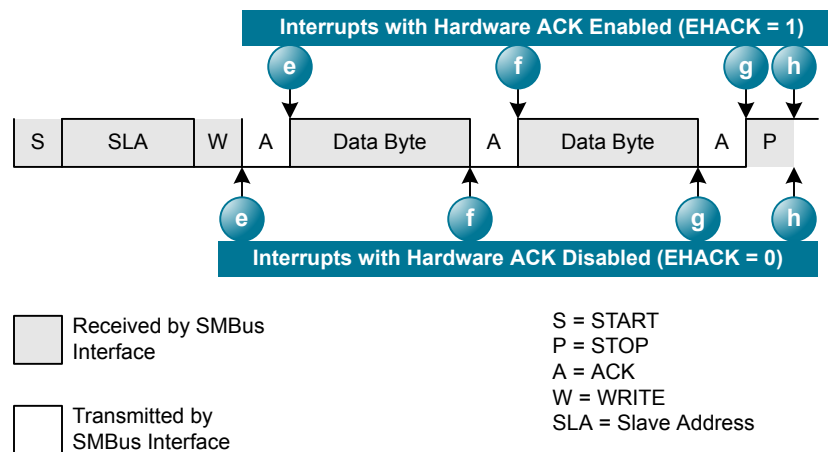 Interrupts with Hardware ACK Enabled (EHACK = 1)
e f g h
S SLA W A Data Byte A Data Byte A P
e f g h
Interrupts with Hardware ACK Disabled (EHACK = 0)
Received by SMBus
Interface
Transmitted by
SMBus Interface
S = START
P = STOP
A = ACK
W = WRITE
SLA = Slave Address